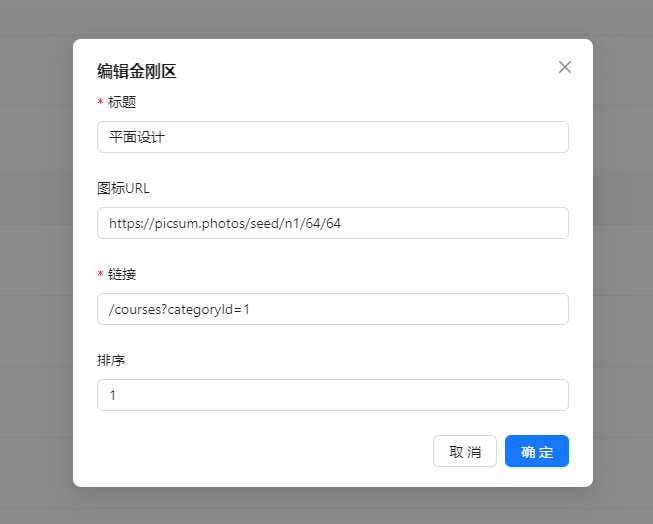 编辑金刚区
* 标题
平面设计
图标URL
https://picsum.photos/seed/n1/64/64
* 链接
/courses?categoryId=1
排序
1
取消 确定